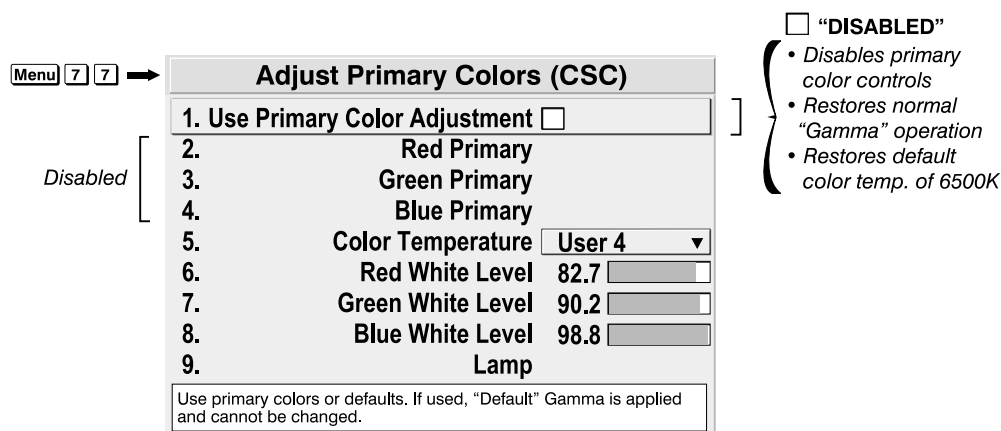 Menu 7 7
Adjust Primary Colors (CSC)
1. Use Primary Color Adjustment
2. Red Primary
3. Green Primary
4. Blue Primary
5. Color Temperature User 4
6. Red White Level 82.7
7. Green White Level 90.2
8. Blue White Level 98.8
9. Lamp
Use primary colors or defaults. If used, “Default” Gamma is applied
and cannot be changed.
Disabled
“DISABLED”
• Disables primary
color controls
• Restores normal
“Gamma” operation
• Restores default
color temp. of 6500K